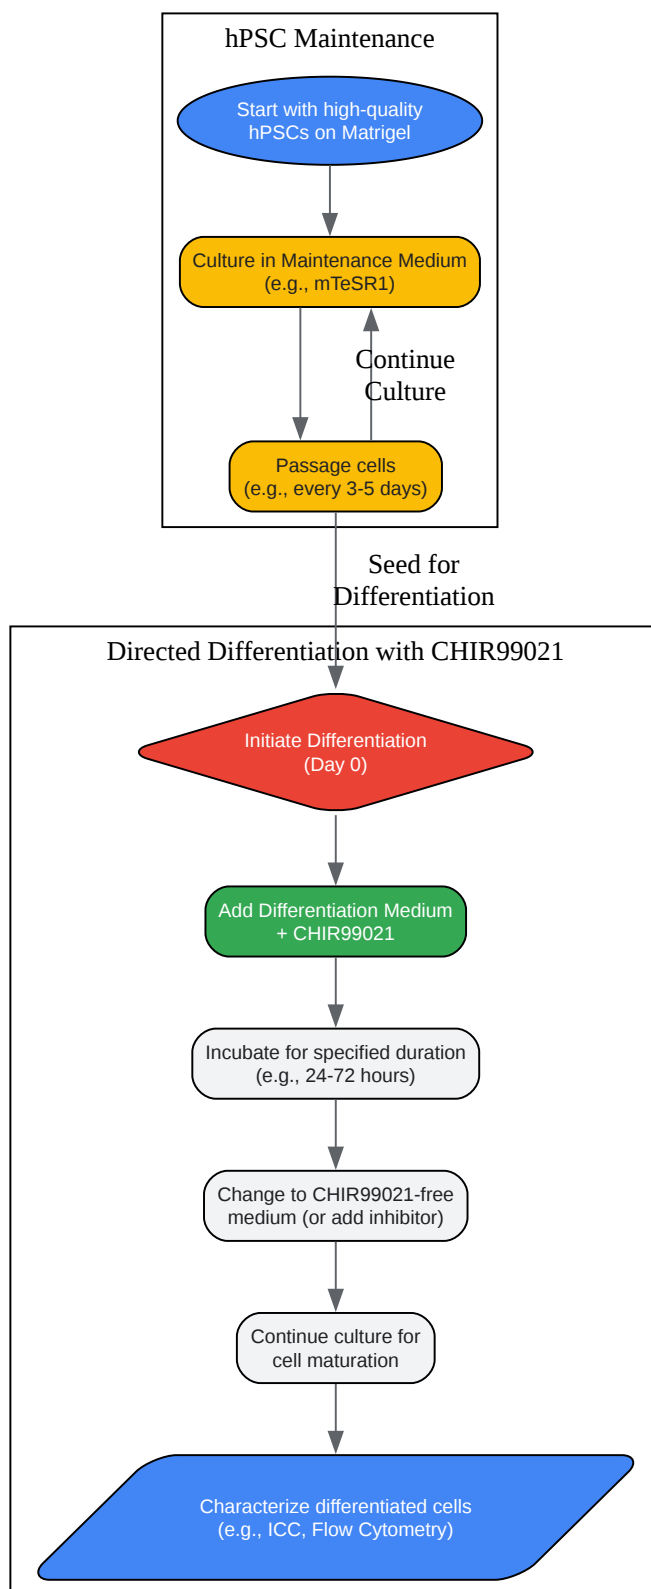 hPSC Maintenance
Start with high-quality
hPSCs on Matrigel
Culture in Maintenance Medium
(e.g., mTeSR1)
Continue
Culture
Passage cells
(e.g., every 3-5 days)
Seed for
Differentiation
Directed Differentiation with CHIR99021
Initiate Differentiation
(Day 0)
Add Differentiation Medium
+ CHIR99021
Incubate for specified duration
(e.g., 24-72 hours)
Change to CHIR99021-free
medium (or add inhibitor)
Continue culture for
cell maturation
Characterize differentiated cells
(e.g., ICC, Flow Cytometry)